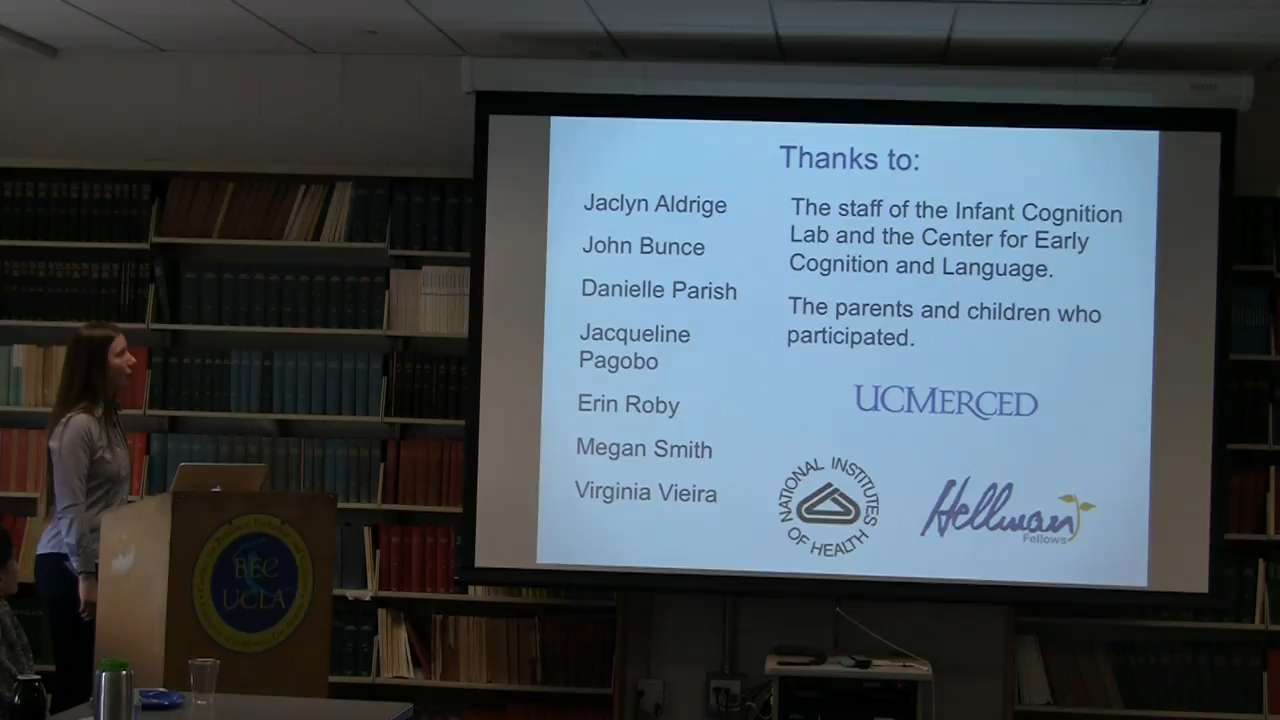 Thanks to:
Jaclyn Aldrige
John Bunce
Danielle Parish
Jacqueline
Pagobo
Erin Roby
Megan Smith
Virginia Vieira
The staff of the Infant Cognition
Lab and the Center for Early
Cognition and Language.
The parents and children who
participated.
UCMERCED
NATIONAL INSTITUTES
OF HEALTH
Hellman
Fellows
BEC
UCLA